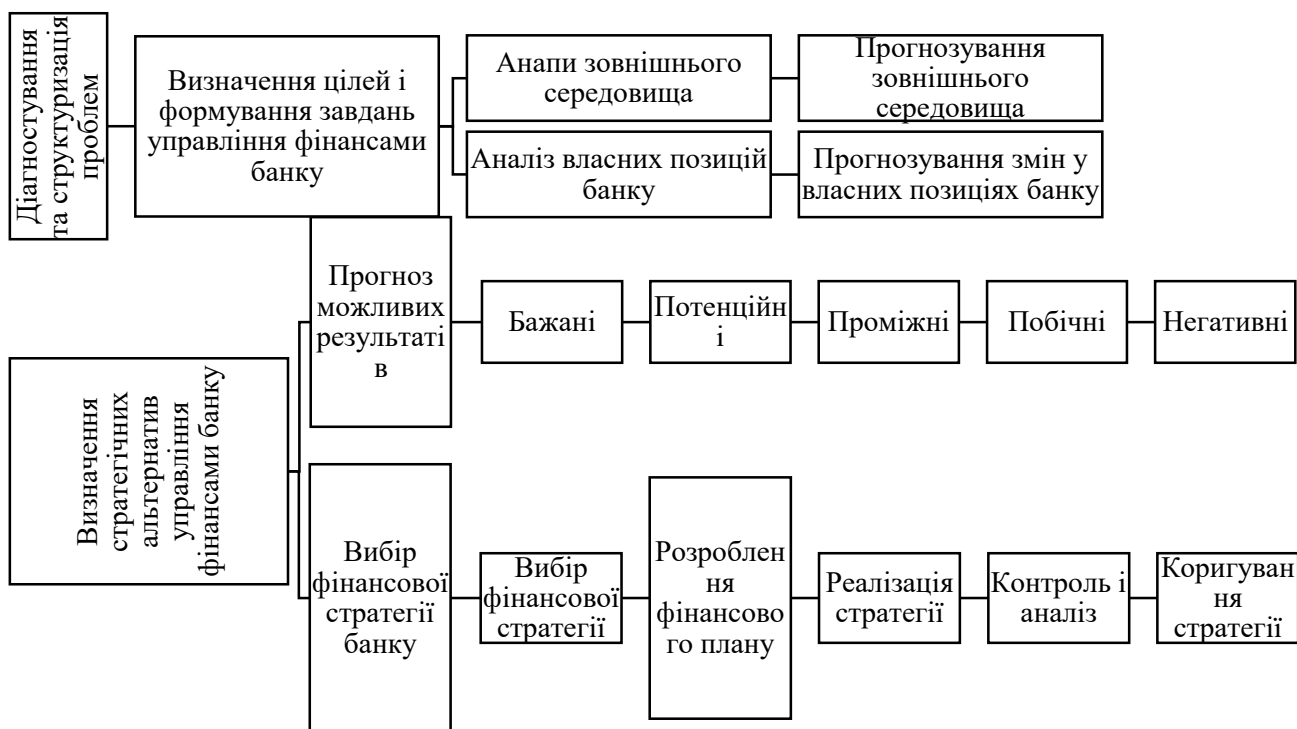 Діагностування
та структуризація
проблем
Визначення цілей і
формування завдань
управління фінансами
банку
Анапи зовнішнього
середовища
Прогнозування
зовнішнього
середовища
Аналіз власних позицій
банку
Прогнозування змін у
власних позиціях банку
Визначення
стратегічних
альтернатив
управління
фінансами банку
Прогноз
можливих
результаті
в
Бажані
Потенційн
і
Проміжні
Побічні
Негативні
Вибір
фінансової
стратегії
банку
Вибір
фінансової
стратегії
Розроблен
ня
фінансово
го плану
Реалізація
стратегії
Контроль і
аналіз
Коригуван
ня
стратегії